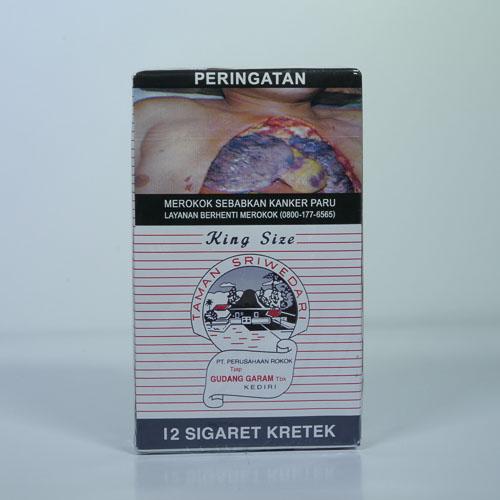 PERINGATAN
MEROKOK SEBABKAN KANKER PARU
LAYANAN BERHENTI MEROKOK (0800-177-6565)
King Size
TAMAN SRIWEDARI
PT. PERUSAHAAN ROKOK
Tjap
GUDANG GARAM Tbk
KEDIRI
12 SIGARET KRETEK